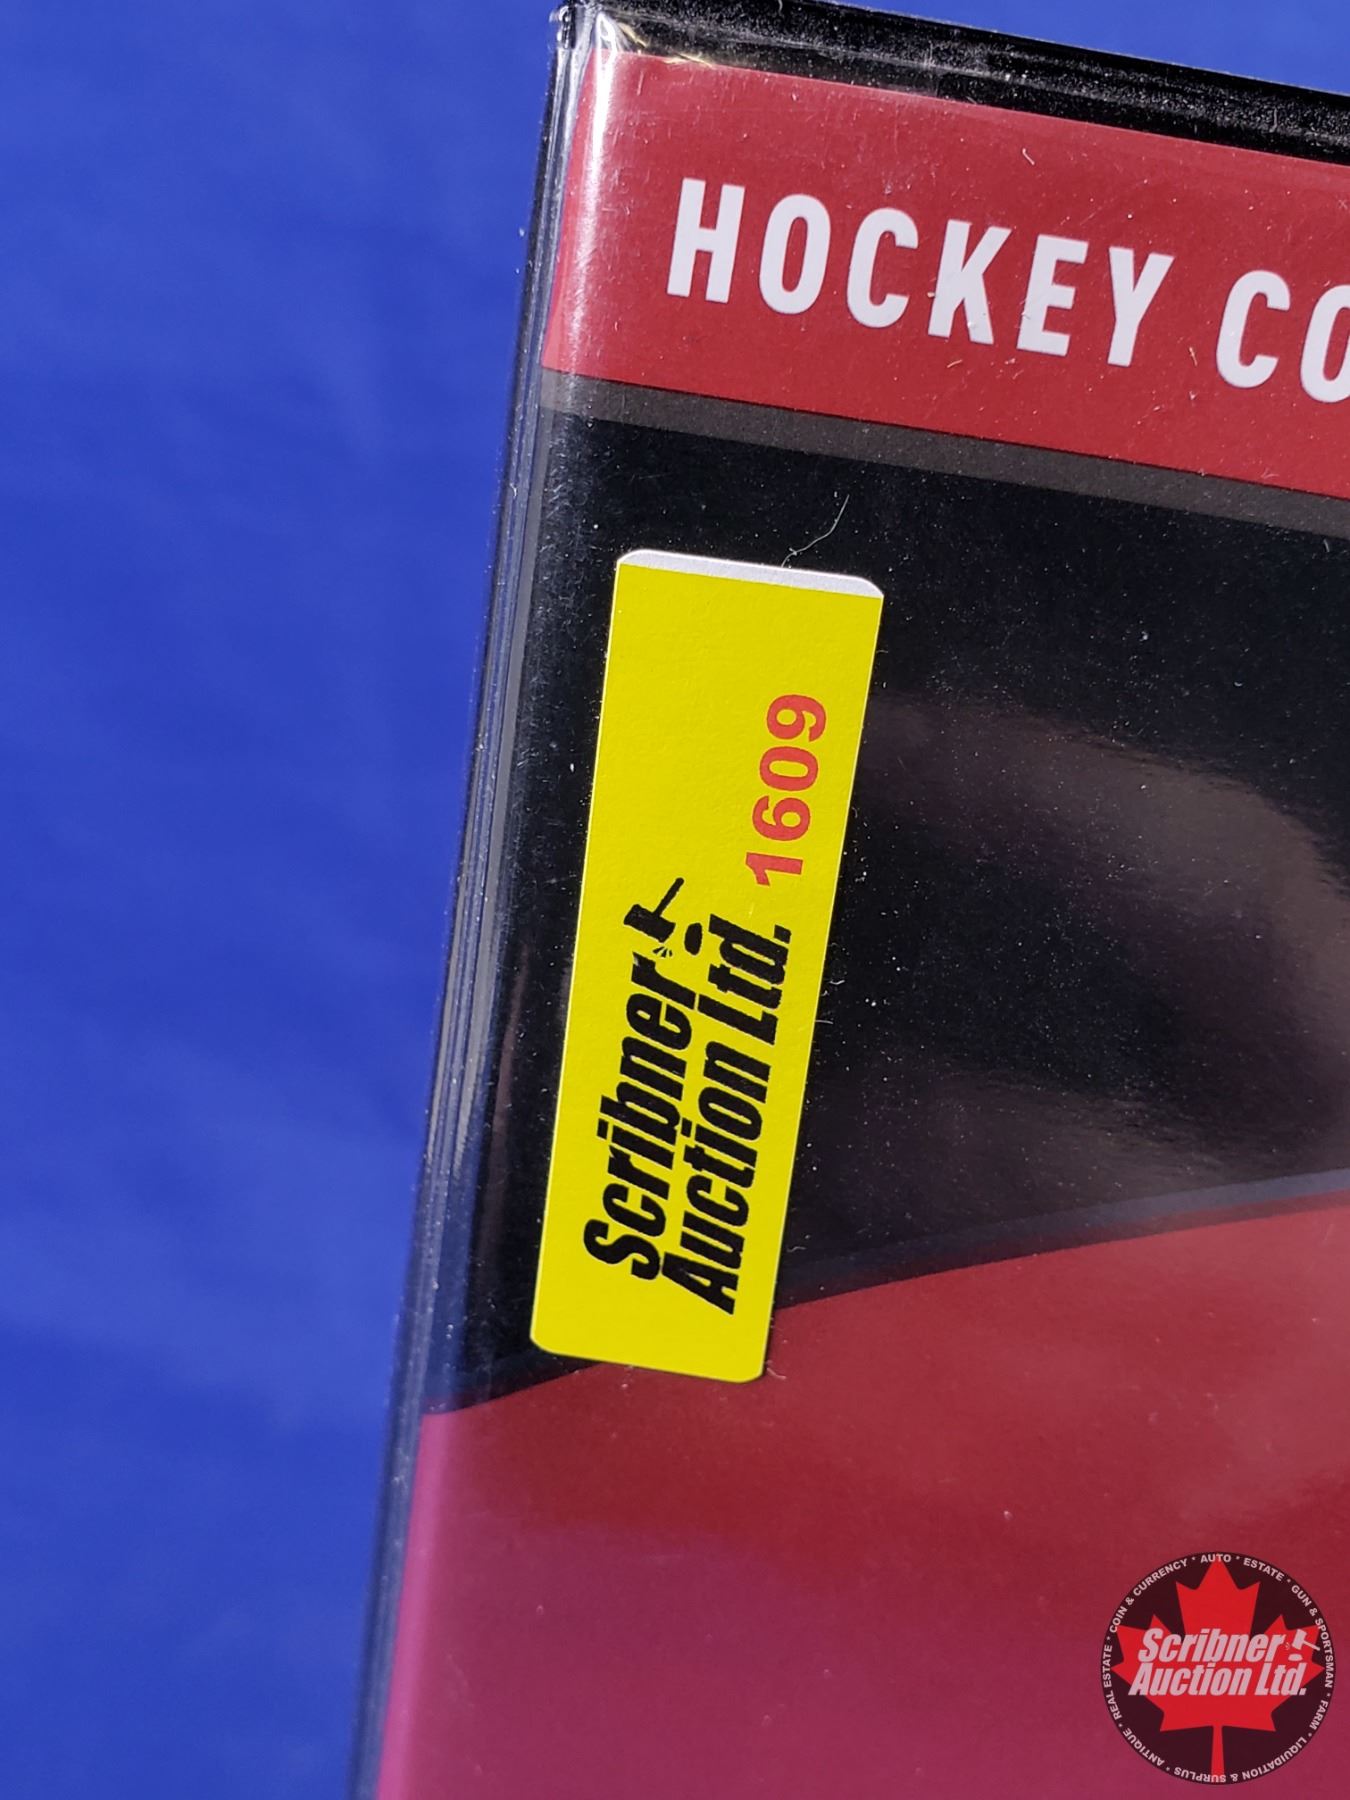 HOCKEY CO
1609
Scribner
Auction Ltd.
COIN & CURRENCY * AUTO * ESTATE * GUN & SPORTSMAN * FARM * LIQUIDATION & SURPLUS * ANTIQUE * REAL ESTATE *
Scribner
Auction Ltd.